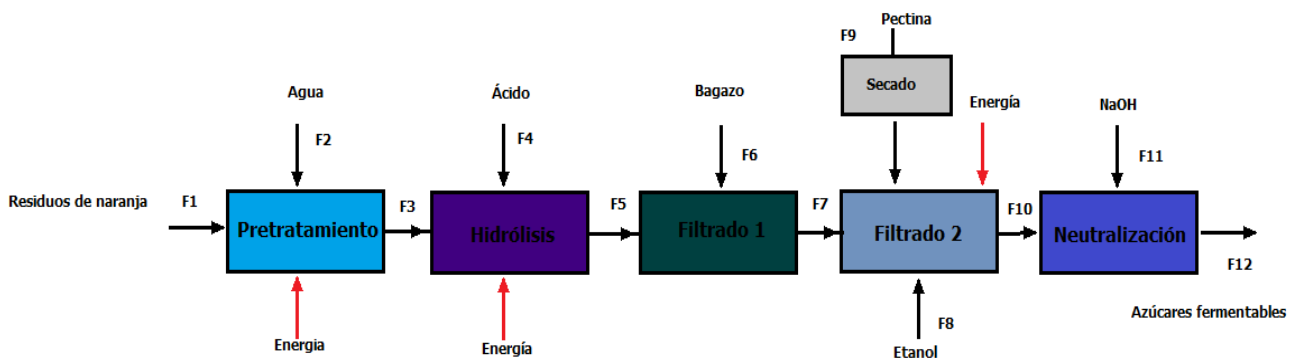 Pectina
F9
Secado
Agua
Ácido
Bagazo
Energía
NaOH
F2
F4
F6
F11
Residuos de naranja
F1
Pretratamiento
F3
Hidrólisis
F5
Filtrado 1
F7
Filtrado 2
F10
Neutralización
F12
Energia
Energía
F8
Etanol
Azúcares fermentables